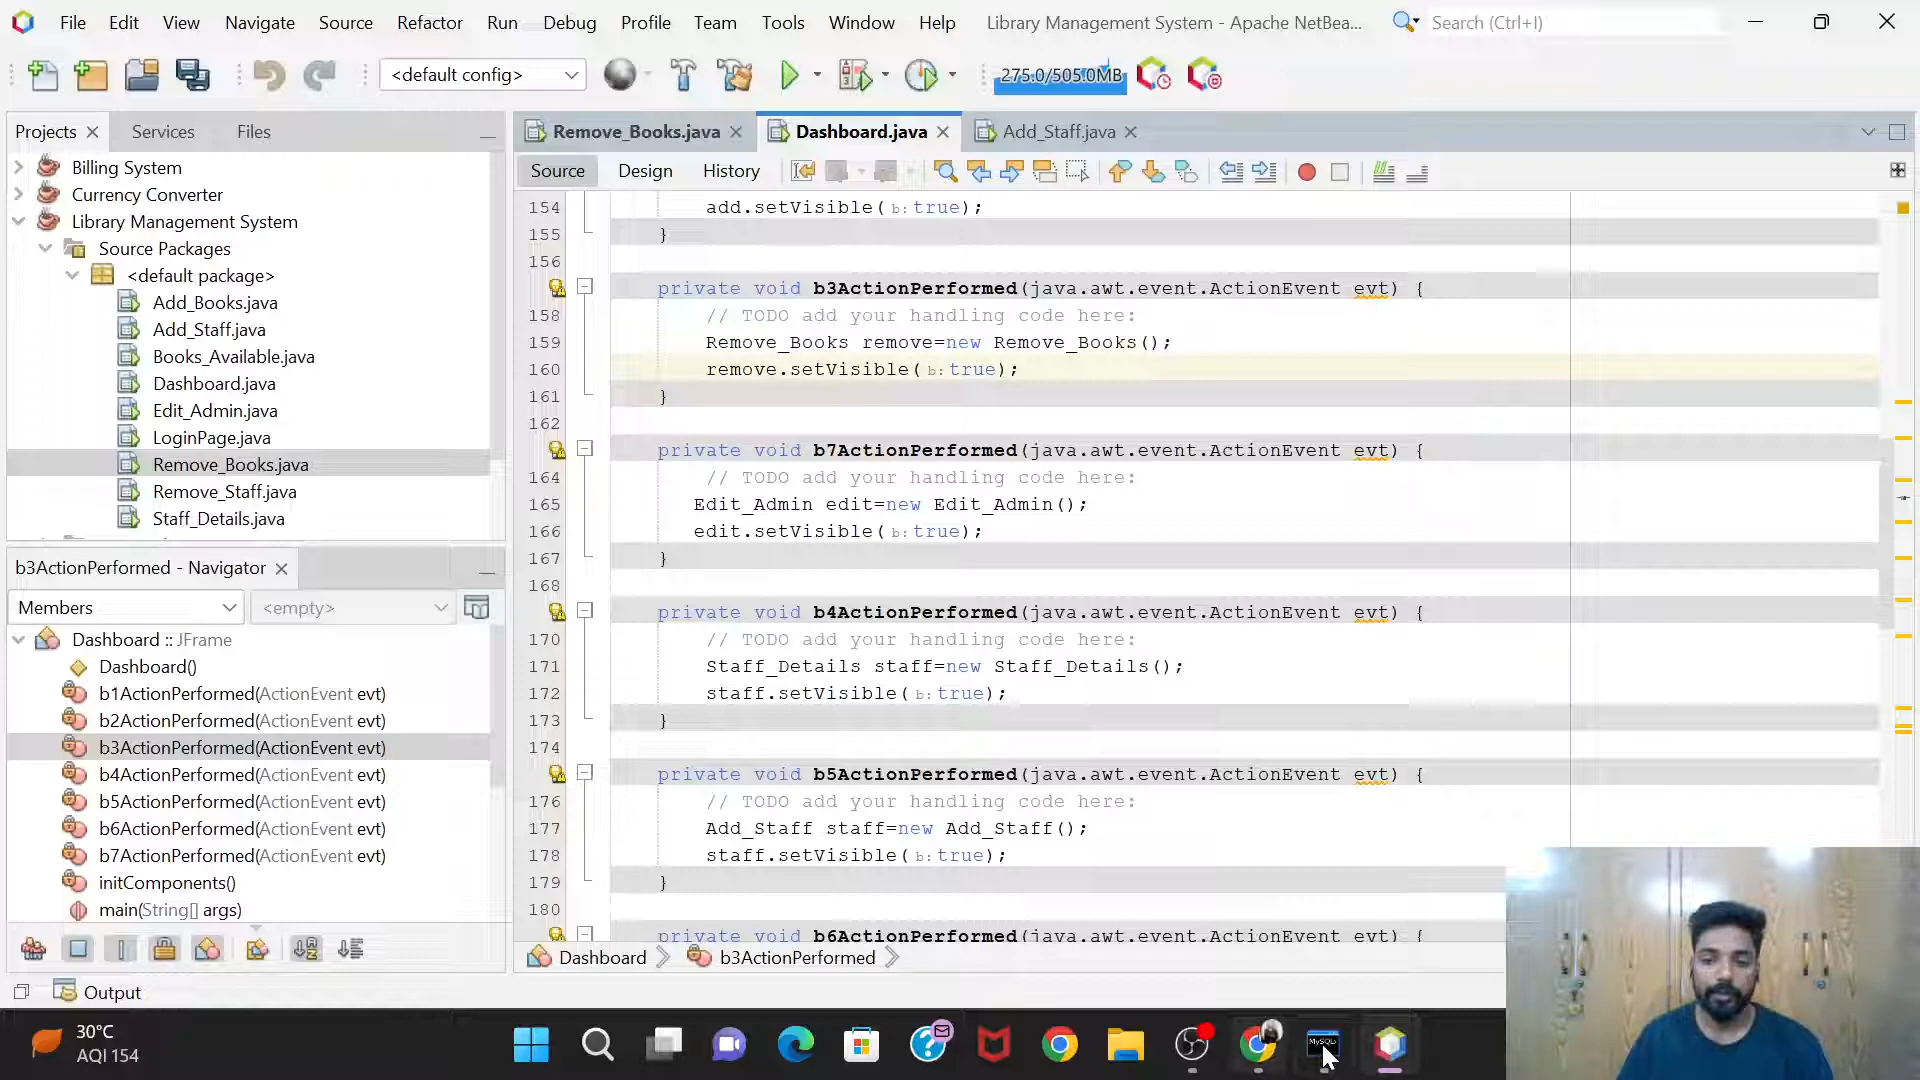 File Edit View Navigate Source Refactor Run Debug Profile Team Tools Window Help Library Management System - Apache NetBea... Search (Ctrl+I)
<default config> 275.0/505.0MB
Projects Services Files
Billing System
Currency Converter
Library Management System
Source Packages
<default package>
Add_Books.java
Add_Staff.java
Books_Available.java
Dashboard.java
Edit_Admin.java
LoginPage.java
Remove_Books.java
Remove_Staff.java
Staff_Details.java
b3ActionPerformed - Navigator
Members <empty>
Dashboard :: JFrame
Dashboard()
b1ActionPerformed(ActionEvent evt)
b2ActionPerformed(ActionEvent evt)
b3ActionPerformed(ActionEvent evt)
b4ActionPerformed(ActionEvent evt)
b5ActionPerformed(ActionEvent evt)
b6ActionPerformed(ActionEvent evt)
b7ActionPerformed(ActionEvent evt)
initComponents()
main(String[] args)
Remove_Books.java Dashboard.java Add_Staff.java
Source Design History
154 add.setVisible(b:true);
155 }
156
private void b3ActionPerformed(java.awt.event.ActionEvent evt) {
158 // TODO add your handling code here:
159 Remove_Books remove=new Remove_Books();
160 remove.setVisible(b:true);
161 }
162
private void b7ActionPerformed(java.awt.event.ActionEvent evt) {
164 // TODO add your handling code here:
165 Edit_Admin edit=new Edit_Admin();
166 edit.setVisible(b:true);
167 }
168
private void b4ActionPerformed(java.awt.event.ActionEvent evt) {
170 // TODO add your handling code here:
171 Staff_Details staff=new Staff_Details();
172 staff.setVisible(b:true);
173 }
174
private void b5ActionPerformed(java.awt.event.ActionEvent evt) {
176 // TODO add your handling code here:
177 Add_Staff staff=new Add_Staff();
178 staff.setVisible(b:true);
179 }
180
private void b6ActionPerformed(java.awt.event.ActionEvent evt) {
Dashboard b3ActionPerformed
Output
30°C
AQI 154
MySQL